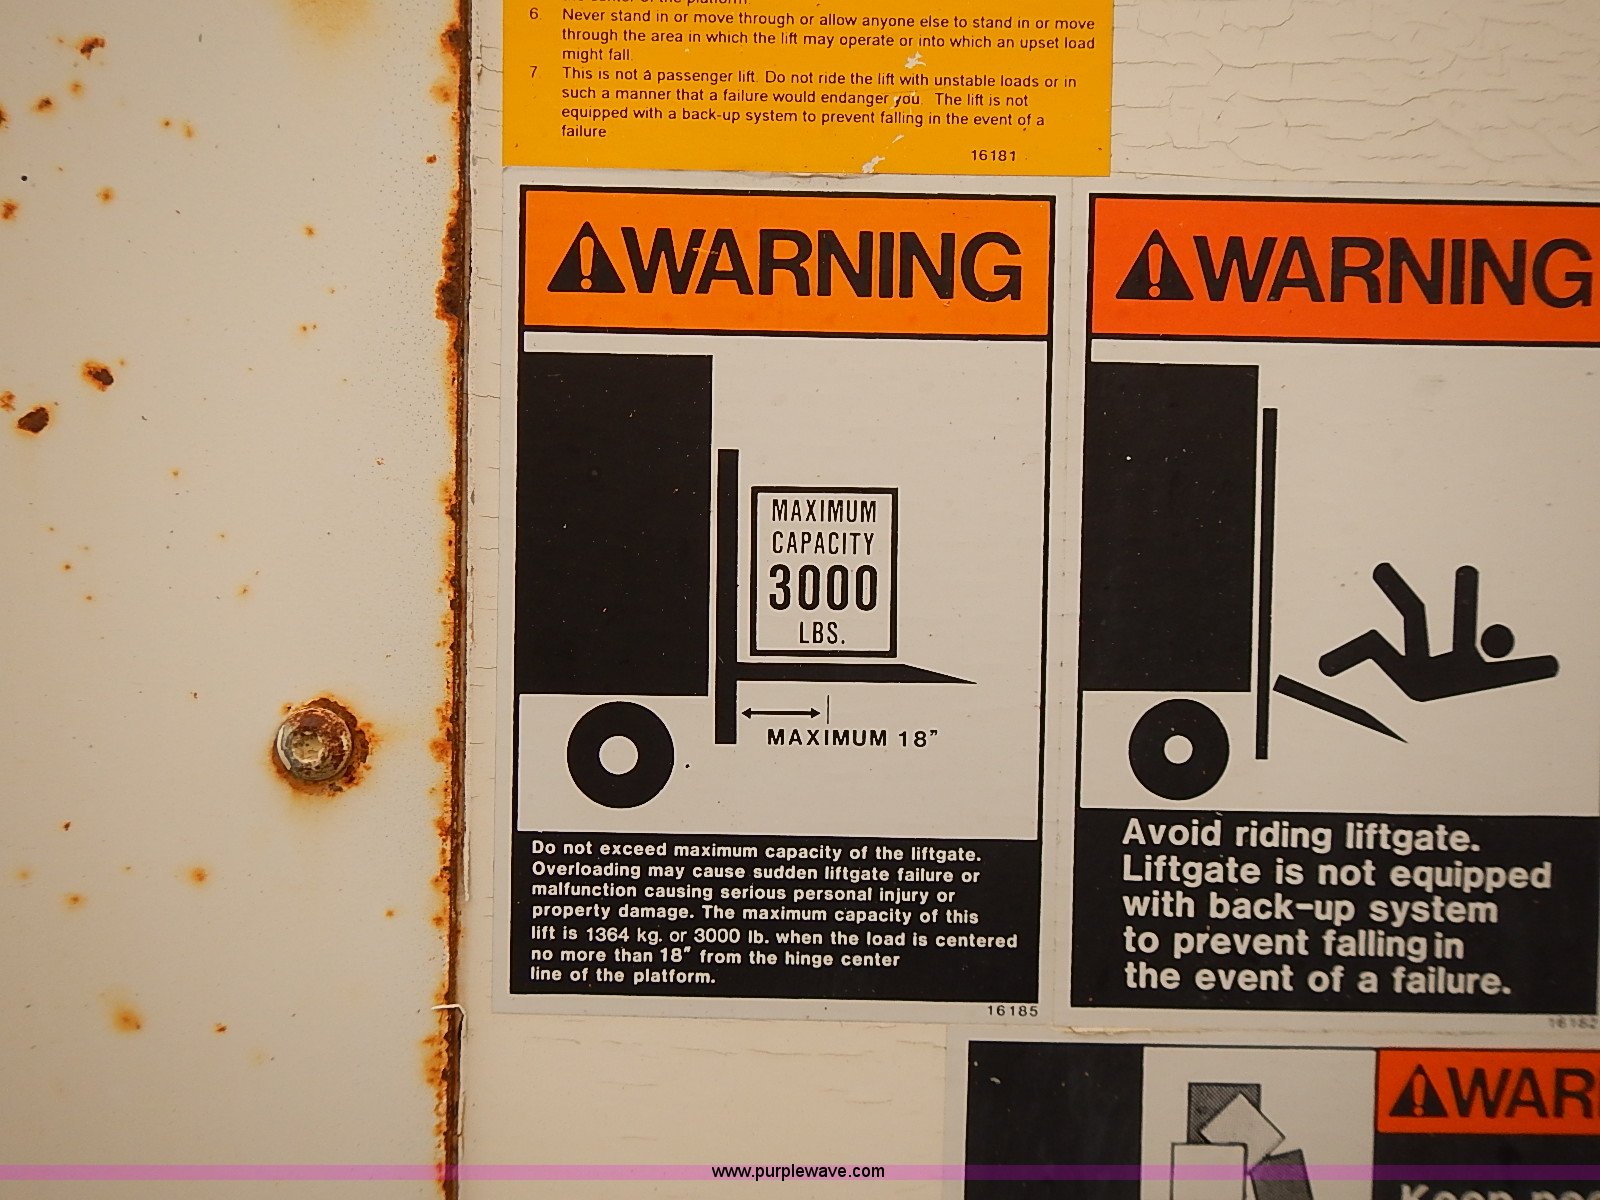 6. Never stand in or move through or allow anyone else to stand in or move
through the area in which the lift may operate or into which an upset load
might fall.
7 This is not a passenger lift. Do not ride the lift with unstable loads or in
such a manner that a failure would endanger you. The lift is not
equipped with a back-up system to prevent falling in the event of a
failure
16181
WARNING
MAXIMUM
CAPACITY
3000
LBS.
MAXIMUM 18"
Do not exceed maximum capacity of the liftgate.
Overloading may cause sudden liftgate failure or
malfunction causing serious personal injury or
property damage. The maximum capacity of this
lift is 1364 kg. or 3000 lb. when the load is centered
no more than 18" from the hinge center
line of the platform.
16185
WARNING
Avoid riding liftgate.
Liftgate is not equipped
with back-up system
to prevent falling in
the event of a failure.
WAR
www.purplewave.com